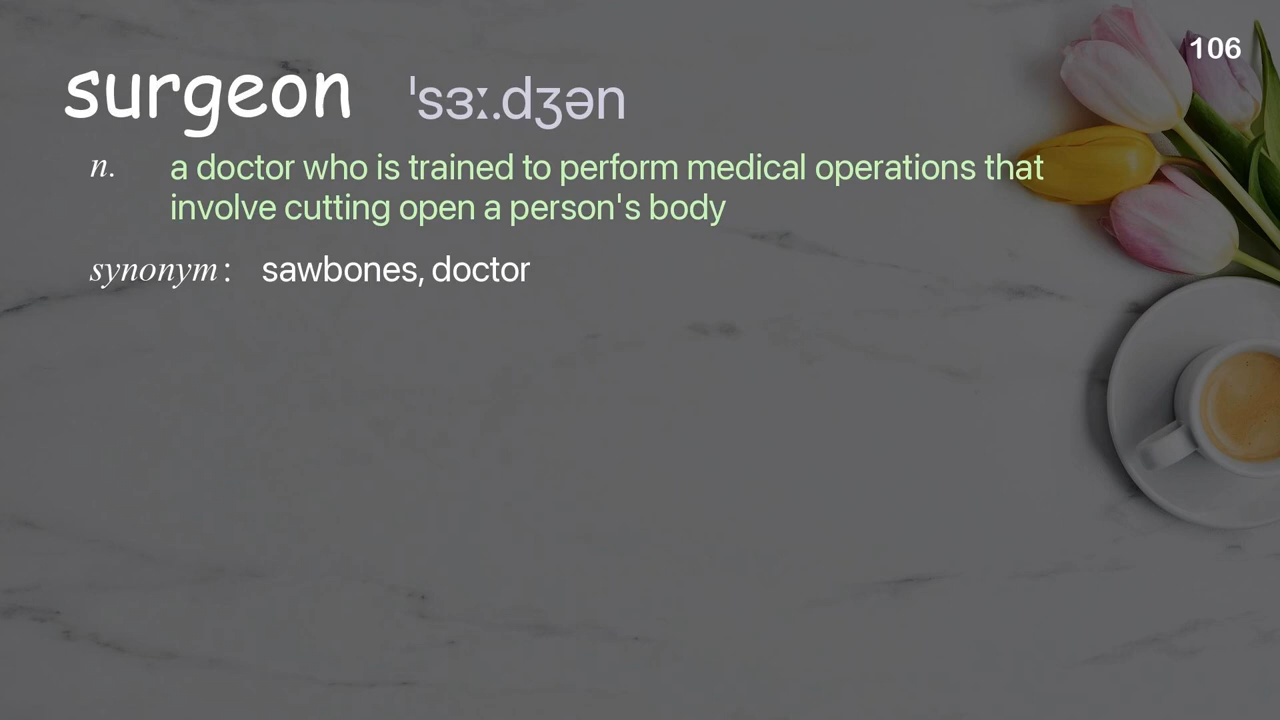 106
surgeon ˈsɜː.dʒən
n. a doctor who is trained to perform medical operations that
involve cutting open a person's body
synonym: sawbones, doctor